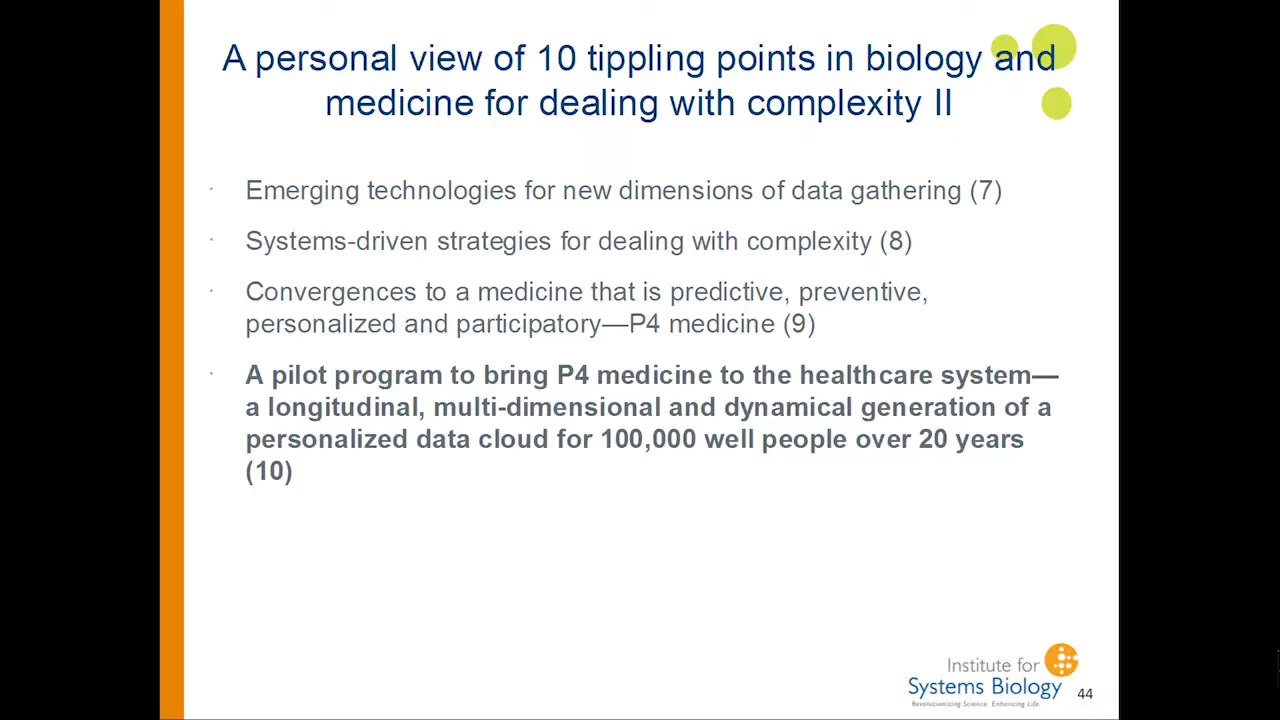 A personal view of 10 tippling points in biology and
medicine for dealing with complexity II
· Emerging technologies for new dimensions of data gathering (7)
· Systems-driven strategies for dealing with complexity (8)
· Convergences to a medicine that is predictive, preventive,
personalized and participatory—P4 medicine (9)
· A pilot program to bring P4 medicine to the healthcare system—
a longitudinal, multi-dimensional and dynamical generation of a
personalized data cloud for 100,000 well people over 20 years
(10)
Institute for
Systems Biology
Revolutionizing Science. Enhancing Life.
44